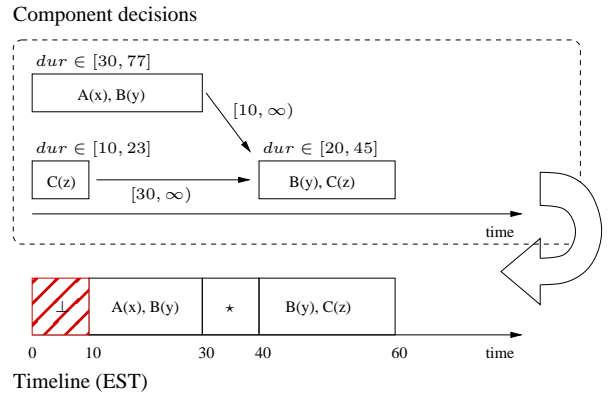 Component decisions
dur ∈ [30, 77]
A(x), B(y)
[10, ∞)
dur ∈ [10, 23]
dur ∈ [20, 45]
C(z)
[30, ∞)
B(y), C(z)
time
⊥
A(x), B(y)
⋆
B(y), C(z)
0 10 30 40 60 time
Timeline (EST)